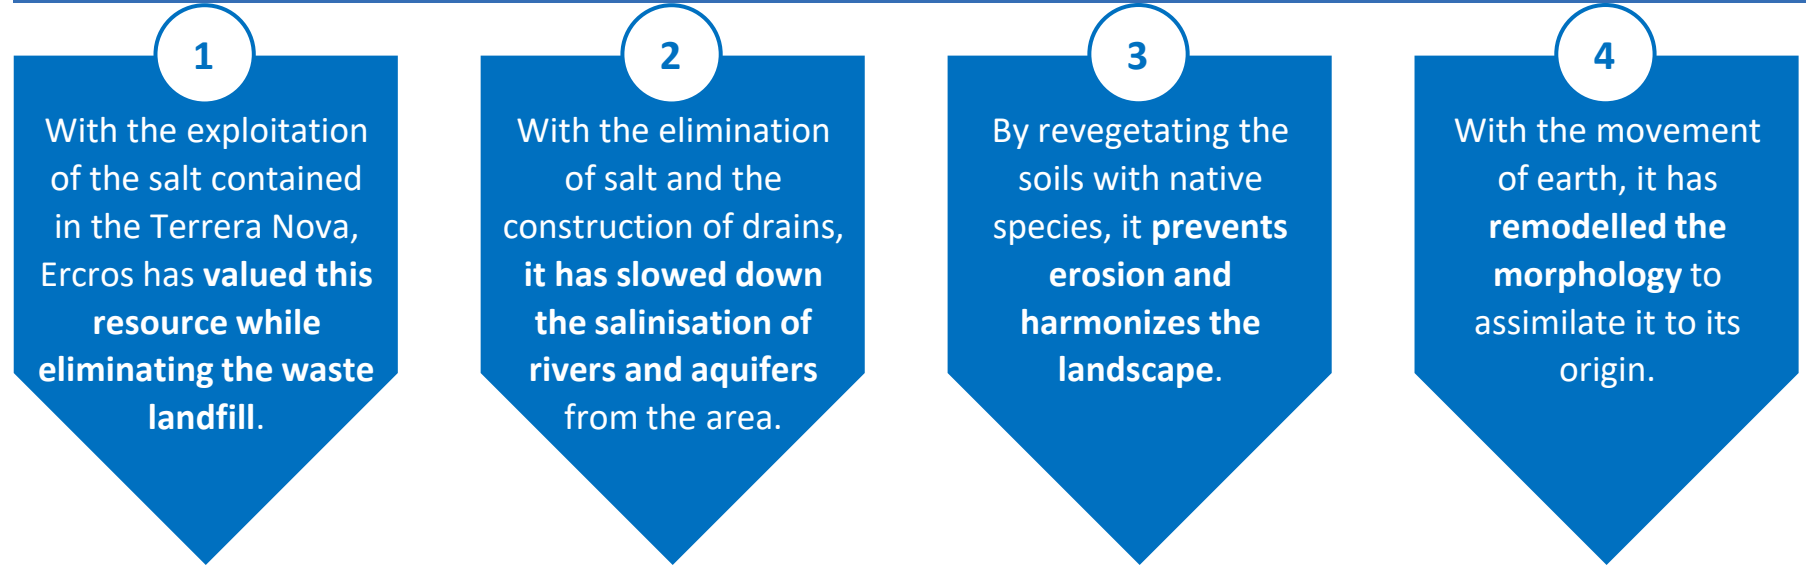 1
With the exploitation
of the salt contained
in the Terrera Nova,
Ercros has valued this
resource while
eliminating the waste
landfill.
2
With the elimination
of salt and the
construction of drains,
it has slowed down
the salinisation of
rivers and aquifers
from the area.
3
By revegetating the
soils with native
species, it prevents
erosion and
harmonizes the
landscape.
4
With the movement
of earth, it has
remodelled the
morphology to
assimilate it to its
origin.